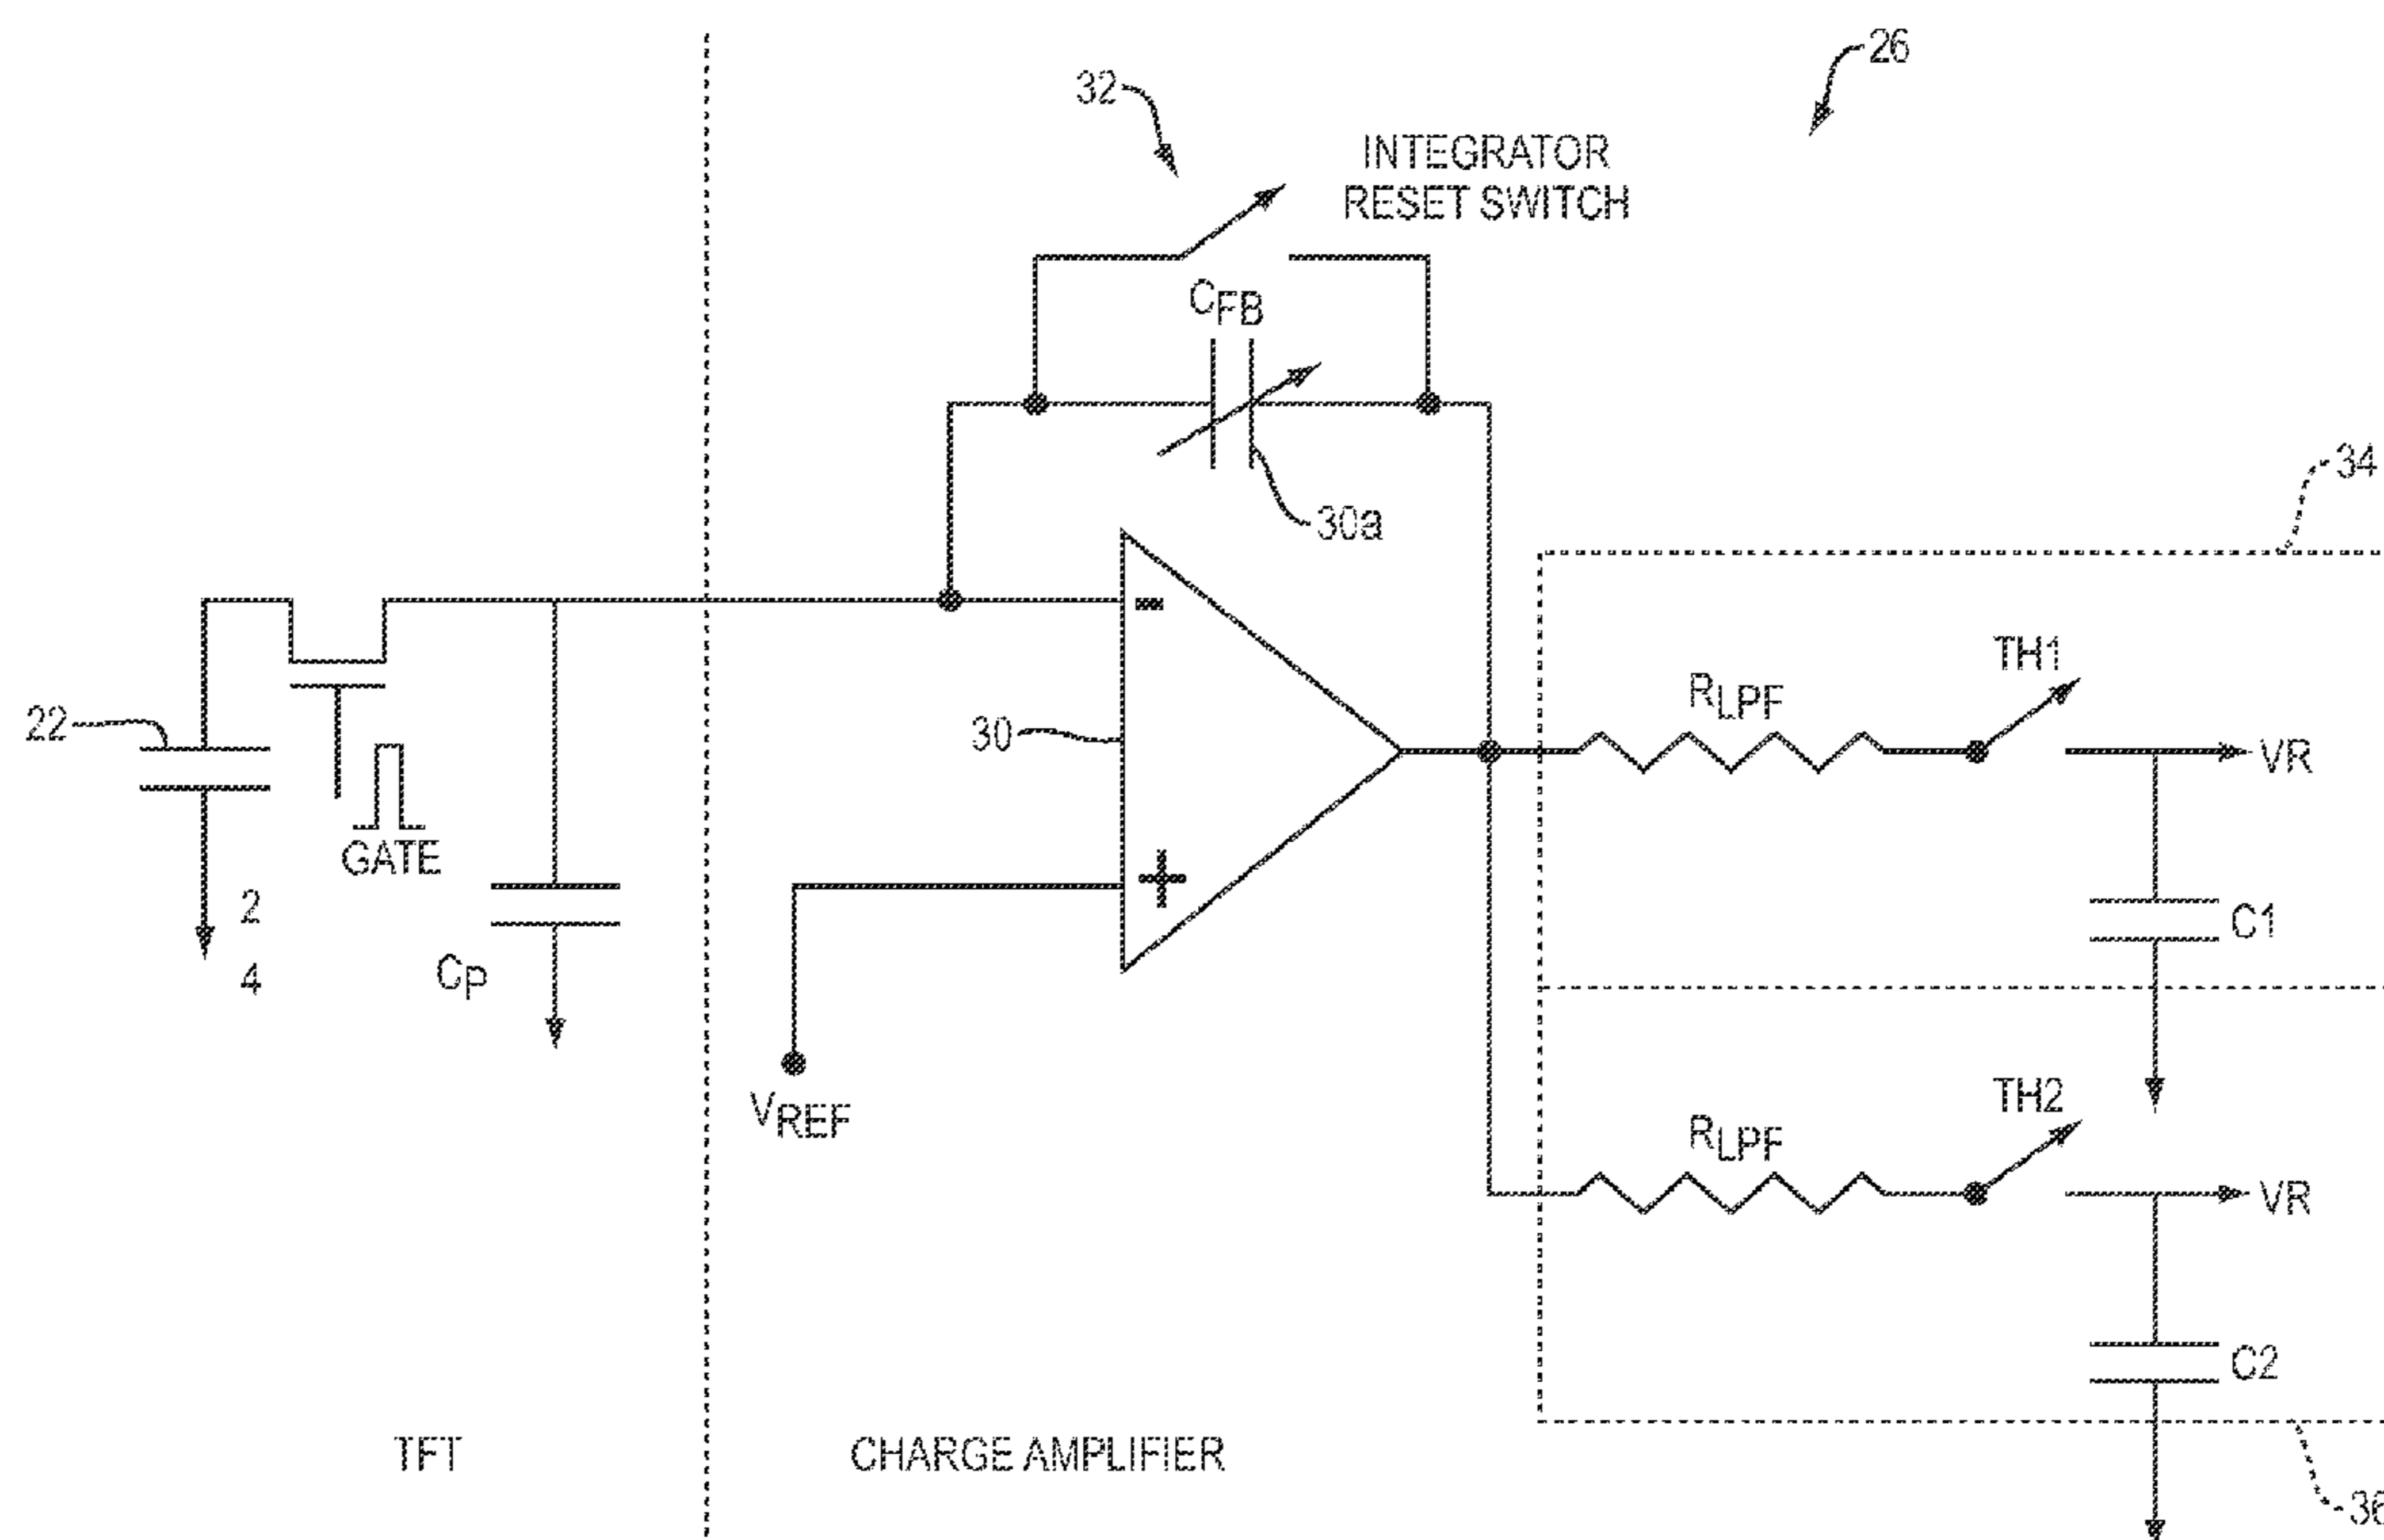 26
32
INTEGRATOR
RESET SWITCH
CFB
34
30a
-
TH1
RLPF
22
30
VR
GATE
+
2
4
C1
CP
TH2
VREF
RLPF
VR
C2
TFT
CHARGE AMPLIFIER
36